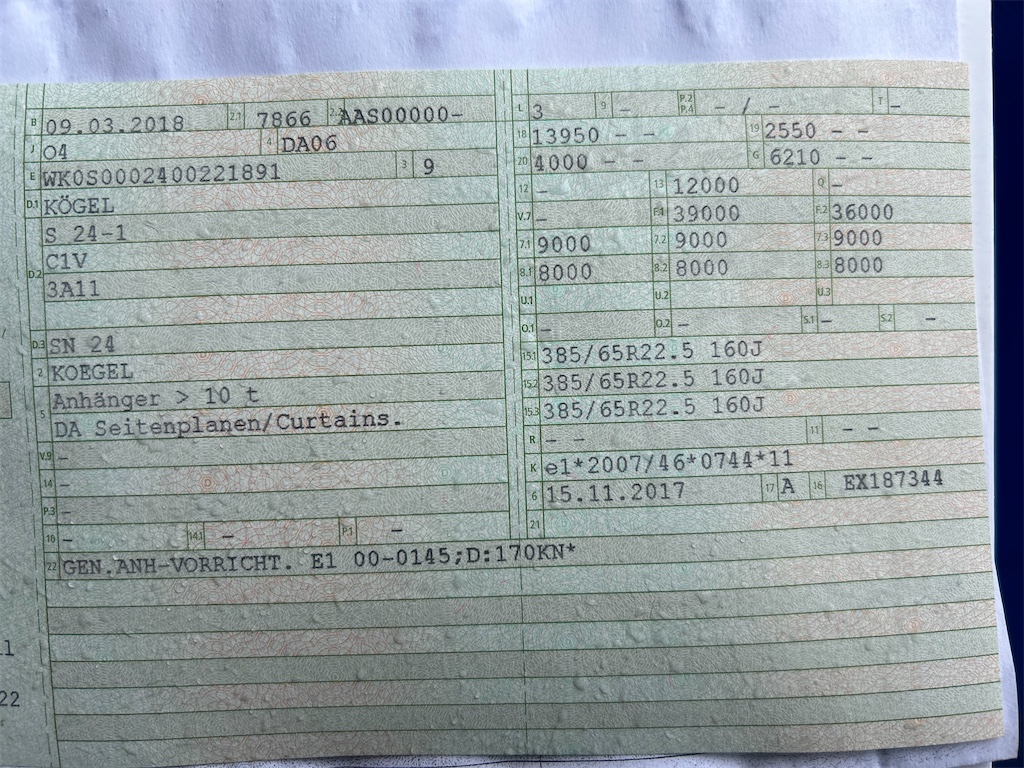 B 09.03.2018 2.1 7866 2.2 AAS00000-
J O4 4 DA06
E WK0S0002400221891 3 9
D.1 KÖGEL
S 24-1
D.2 C1V
3A11
D.3 SN 24
2 KOEGEL
5 Anhänger > 10 t
DA Seitenplanen/Curtains.
V.9 –
14 –
P.3 –
10 – 14.1 – P.1 –
L 3 9 – P.2 P.4 – / – T –
18 13950 – – 19 2550 – –
20 4000 – – G 6210 – –
12 – 13 12000 Q –
V.7 – F.1 39000 F.2 36000
7.1 9000 7.2 9000 7.3 9000
8.1 8000 8.2 8000 8.3 8000
U.1 U.2 U.3
O.1 – O.2 – S.1 – S.2 –
15.1 385/65R22.5 160J
15.2 385/65R22.5 160J
15.3 385/65R22.5 160J
R – – 11 – –
K e1*2007/46*0744*11
6 15.11.2017 17 A 16 EX187344
21
22 GEN.ANH-VORRICHT. E1 00-0145;D:170KN*
22